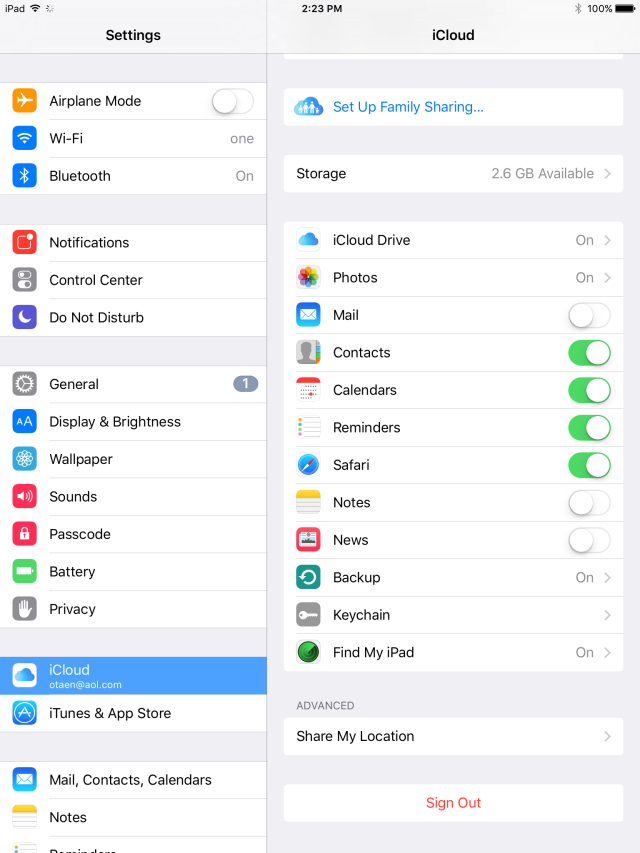 iPad 2:23 PM 100%
Settings
iCloud
Airplane Mode
Wi-Fi one
Bluetooth On
Notifications
Control Center
Do Not Disturb
General 1
AA Display & Brightness
Wallpaper
Sounds
Passcode
Battery
Privacy
iCloud
otaen@aol.com
iTunes & App Store
Mail, Contacts, Calendars
Notes
Reminders
Set Up Family Sharing...
Storage 2.6 GB Available
iCloud Drive On
Photos On
Mail
Contacts
Calendars
Reminders
Safari
Notes
News
Backup On
Keychain
Find My iPad On
ADVANCED
Share My Location
Sign Out